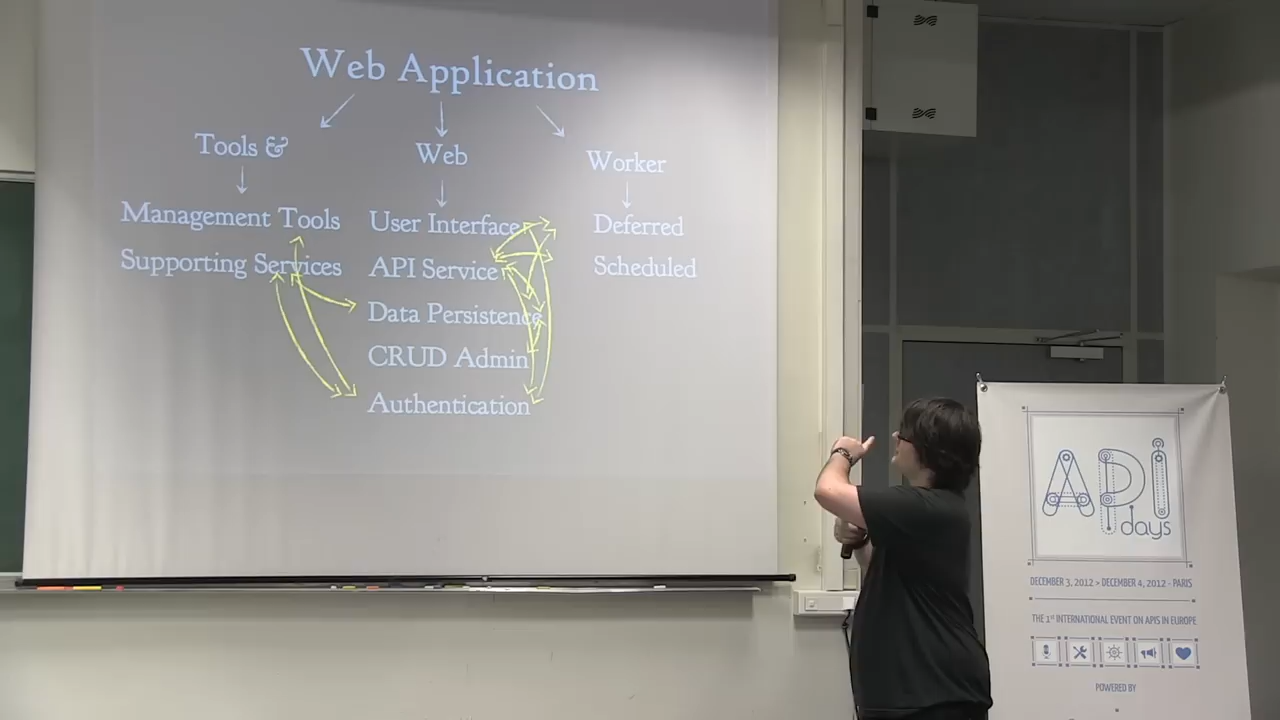 Web Application
Tools &
Web
Worker
Management Tools
User Interface
Deferred
Supporting Services
API Service
Scheduled
Data Persistence
CRUD Admin
Authentication
API
days
DECEMBER 3, 2012 > DECEMBER 4, 2012 - PARIS
THE 1st INTERNATIONAL EVENT ON APIS IN EUROPE
POWERED BY